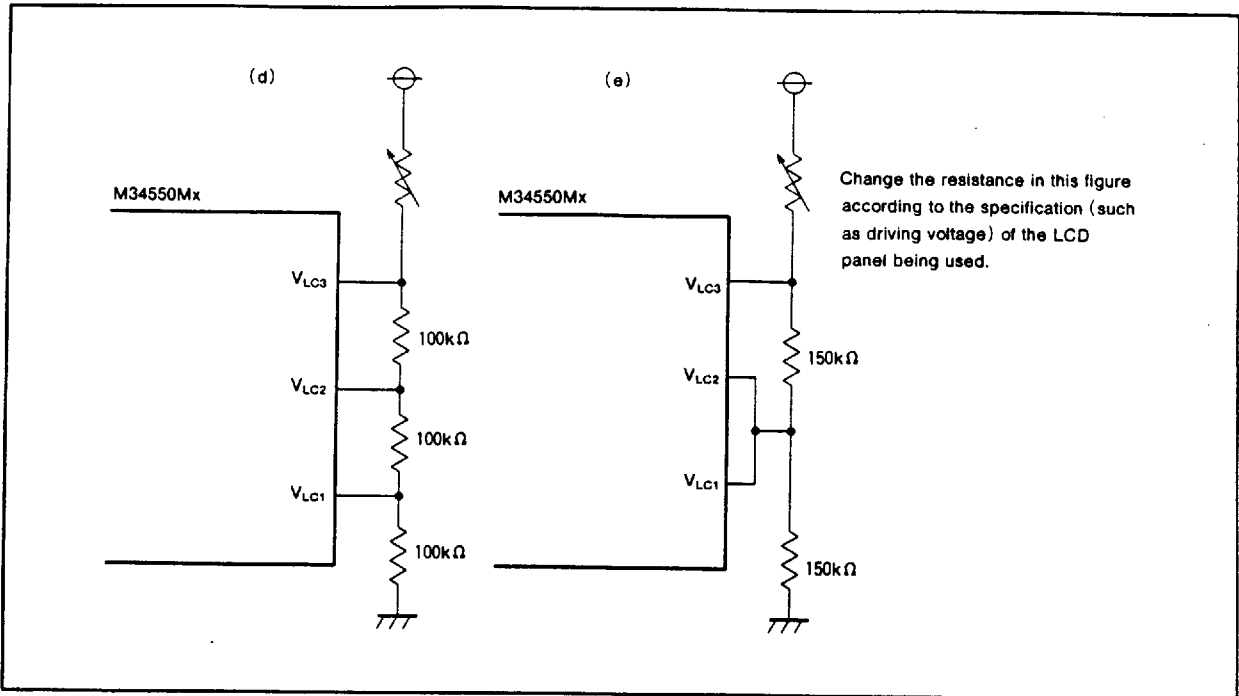 (d)
M34550Mx
VLC3
100kΩ
VLC2
100kΩ
VLC1
100kΩ
(e)
M34550Mx
VLC3
150kΩ
VLC2
VLC1
150kΩ
Change the resistance in this figure
according to the specification (such
as driving voltage) of the LCD
panel being used.